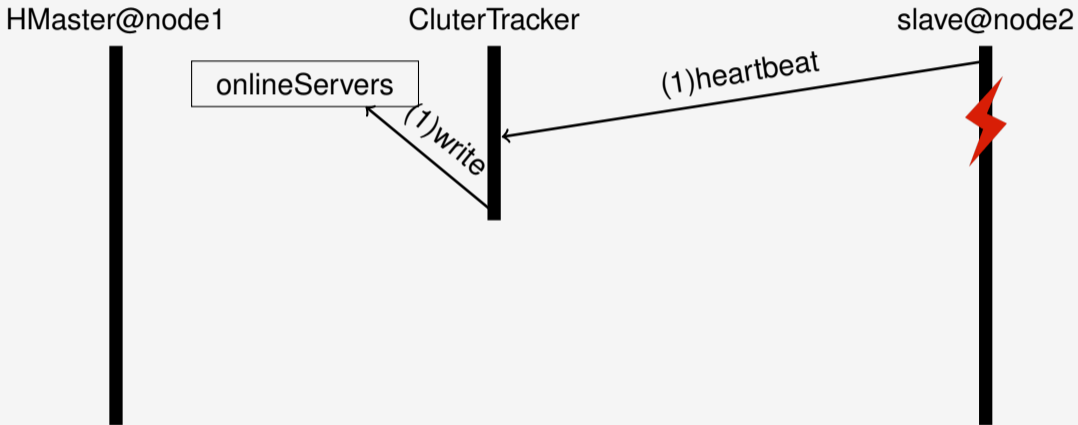 HMaster@node1
CluterTracker
slave@node2
onlineServers
(1)heartbeat
(1)write